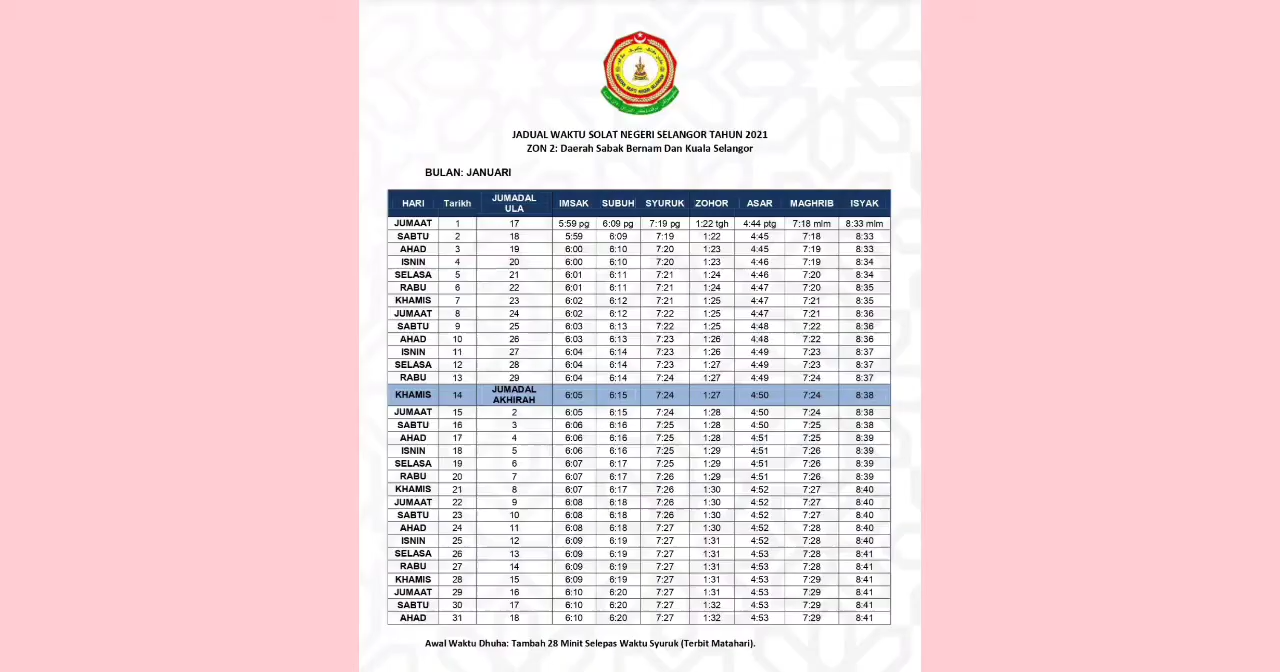 JADUAL WAKTU SOLAT NEGERI SELANGOR TAHUN 2021
ZON 2: Daerah Sabak Bernam Dan Kuala Selangor
BULAN: JANUARI
HARI Tarikh JUMADAL ULA IMSAK SUBUH SYURUK ZOHOR ASAR MAGHRIB ISYAK
JUMAAT 1 17 5:59 pg 6:09 pg 7:19 pg 1:22 tgh 4:44 ptg 7:18 mlm 8:33 mlm
SABTU 2 18 5:59 6:09 7:19 1:22 4:45 7:18 8:33
AHAD 3 19 6:00 6:10 7:20 1:23 4:45 7:19 8:33
ISNIN 4 20 6:00 6:10 7:20 1:23 4:46 7:19 8:34
SELASA 5 21 6:01 6:11 7:21 1:24 4:46 7:20 8:34
RABU 6 22 6:01 6:11 7:21 1:24 4:47 7:20 8:35
KHAMIS 7 23 6:02 6:12 7:21 1:25 4:47 7:21 8:35
JUMAAT 8 24 6:02 6:12 7:22 1:25 4:47 7:21 8:36
SABTU 9 25 6:03 6:13 7:22 1:25 4:48 7:22 8:36
AHAD 10 26 6:03 6:13 7:23 1:26 4:48 7:22 8:36
ISNIN 11 27 6:04 6:14 7:23 1:26 4:49 7:23 8:37
SELASA 12 28 6:04 6:14 7:23 1:27 4:49 7:23 8:37
RABU 13 29 6:04 6:14 7:24 1:27 4:49 7:24 8:37
KHAMIS 14 JUMADAL AKHIRAH 6:05 6:15 7:24 1:27 4:50 7:24 8:38
JUMAAT 15 2 6:05 6:15 7:24 1:28 4:50 7:24 8:38
SABTU 16 3 6:06 6:16 7:25 1:28 4:50 7:25 8:38
AHAD 17 4 6:06 6:16 7:25 1:28 4:51 7:25 8:39
ISNIN 18 5 6:06 6:16 7:25 1:29 4:51 7:26 8:39
SELASA 19 6 6:07 6:17 7:25 1:29 4:51 7:26 8:39
RABU 20 7 6:07 6:17 7:26 1:29 4:51 7:26 8:39
KHAMIS 21 8 6:07 6:17 7:26 1:30 4:52 7:27 8:40
JUMAAT 22 9 6:08 6:18 7:26 1:30 4:52 7:27 8:40
SABTU 23 10 6:08 6:18 7:26 1:30 4:52 7:27 8:40
AHAD 24 11 6:08 6:18 7:27 1:30 4:52 7:28 8:40
ISNIN 25 12 6:09 6:19 7:27 1:31 4:52 7:28 8:40
SELASA 26 13 6:09 6:19 7:27 1:31 4:53 7:28 8:41
RABU 27 14 6:09 6:19 7:27 1:31 4:53 7:28 8:41
KHAMIS 28 15 6:09 6:19 7:27 1:31 4:53 7:29 8:41
JUMAAT 29 16 6:10 6:20 7:27 1:31 4:53 7:29 8:41
SABTU 30 17 6:10 6:20 7:27 1:32 4:53 7:29 8:41
AHAD 31 18 6:10 6:20 7:27 1:32 4:53 7:29 8:41
Awal Waktu Dhuha: Tambah 28 Minit Selepas Waktu Syuruk (Terbit Matahari).